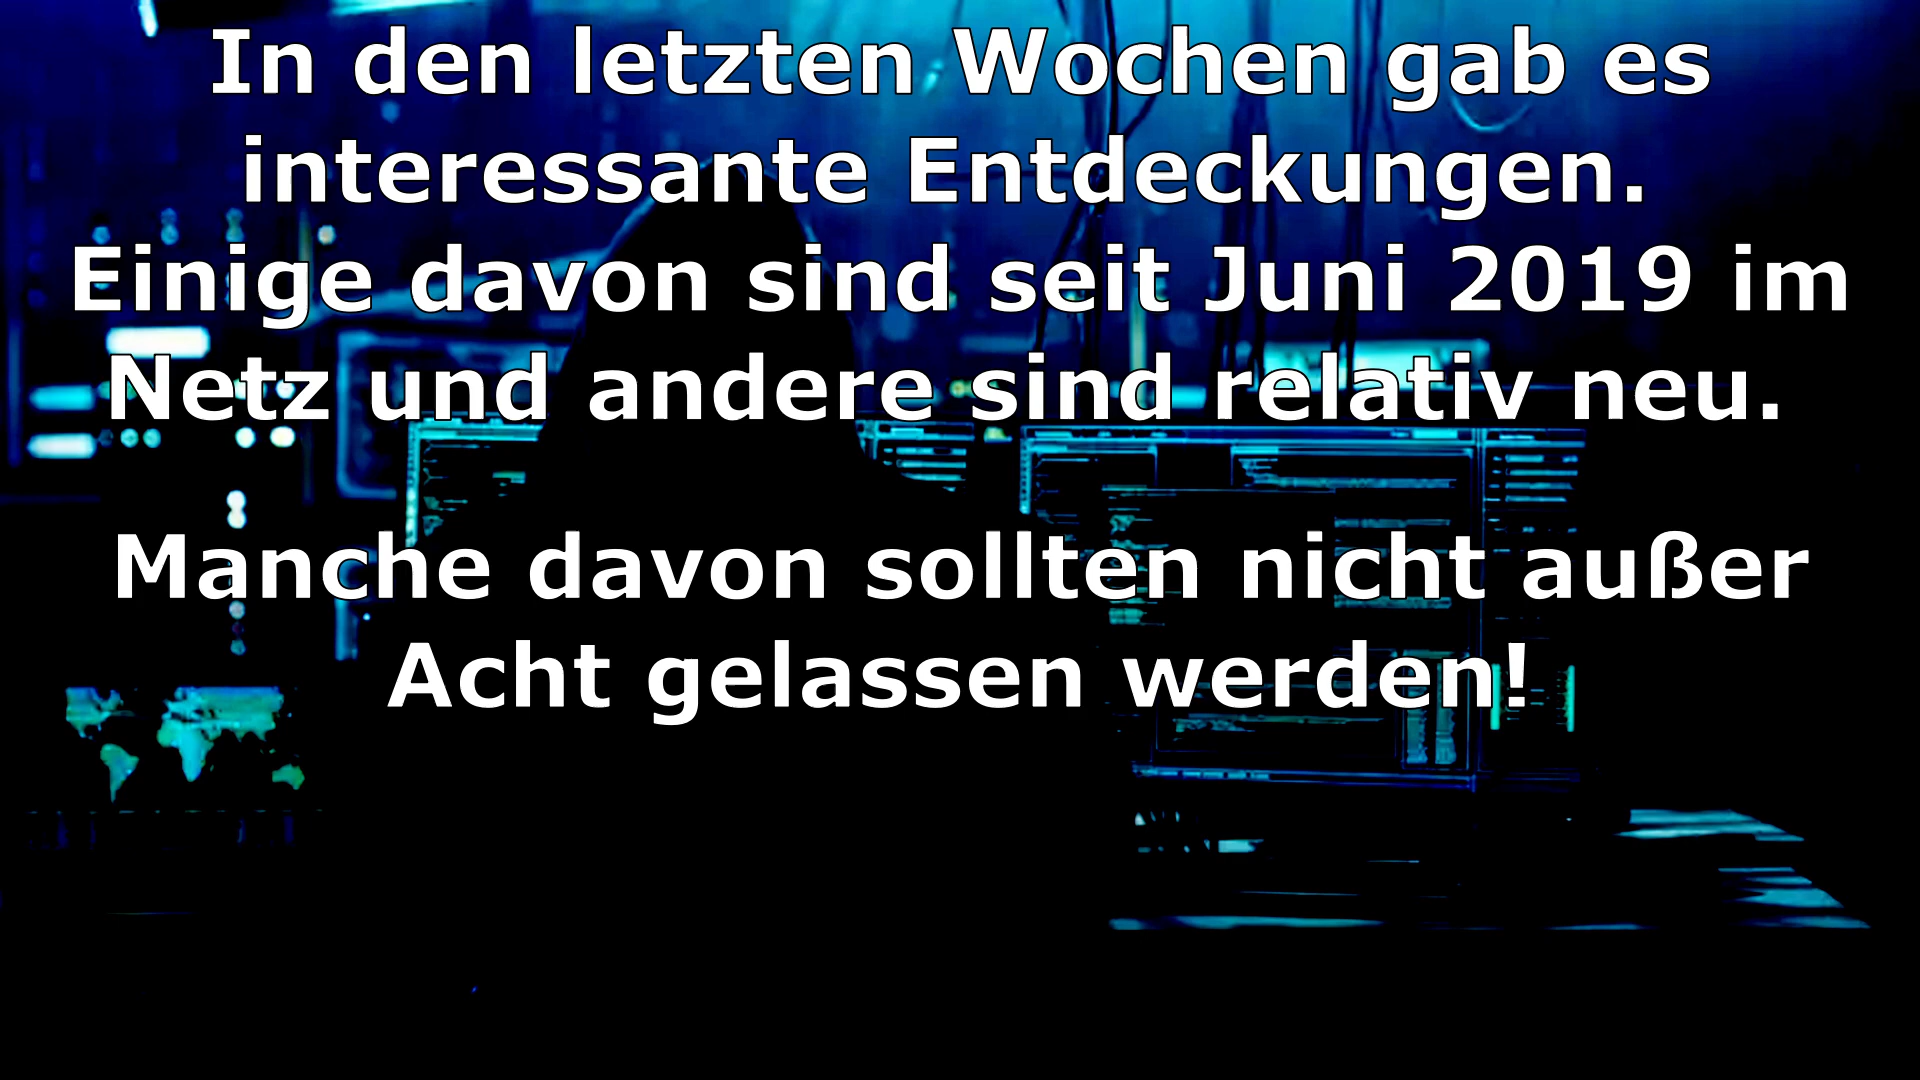 In den letzten Wochen gab es
interessante Entdeckungen.
Einige davon sind seit Juni 2019 im
Netz und andere sind relativ neu.
Manche davon sollten nicht außer
Acht gelassen werden!